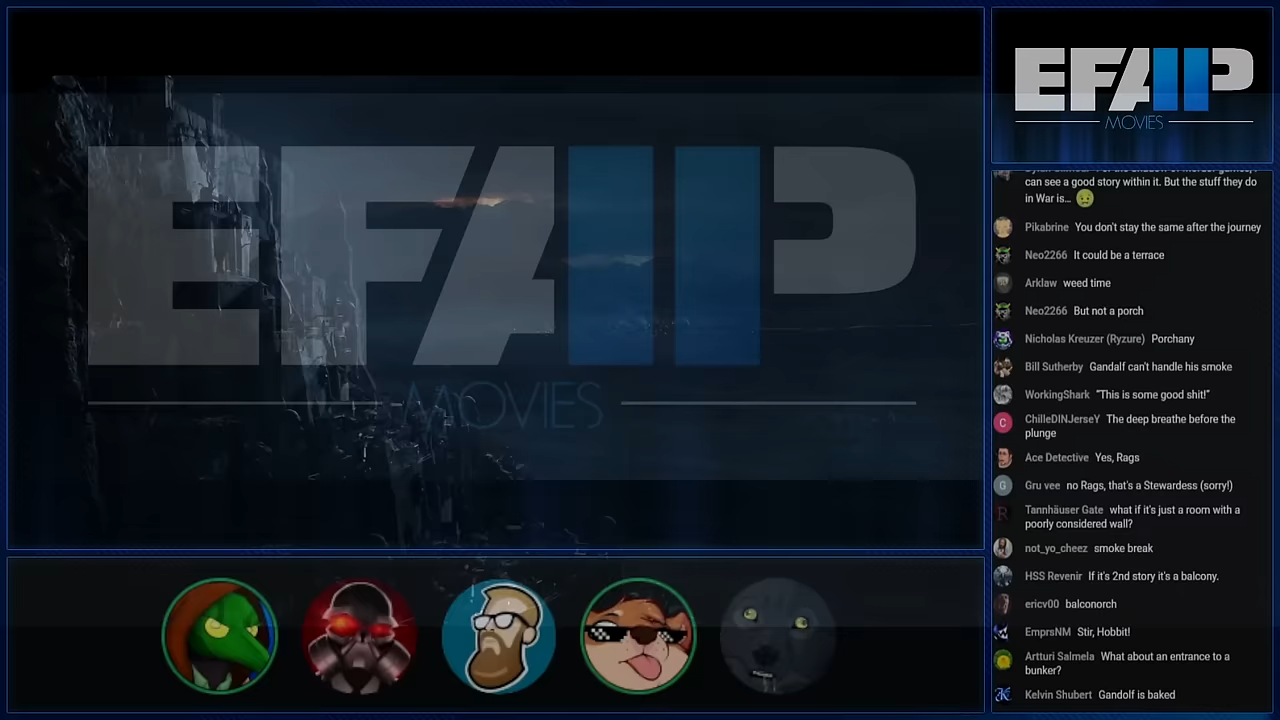 EFAP
MOVIES
EFAP
MOVIES
can see a good story within it. But the stuff they do
in War is... 🤢
Pikabrine You don't stay the same after the journey
Neo2266 It could be a terrace
Arklaw weed time
Neo2266 But not a porch
Nicholas Kreuzer (Ryzure) Porchany
Bill Sutherby Gandalf can't handle his smoke
WorkingShark "This is some good shit!"
ChilleDINJerseY The deep breathe before the
plunge
Ace Detective Yes, Rags
G Gru vee no Rags, that's a Stewardess (sorry!)
Tannhäuser Gate what if it's just a room with a
poorly considered wall?
not_yo_cheez smoke break
HSS Revenir If it's 2nd story it's a balcony.
ericv00 balconorch
EmprsNM Stir, Hobbit!
Artturi Salmela What about an entrance to a
bunker?
Kelvin Shubert Gandolf is baked